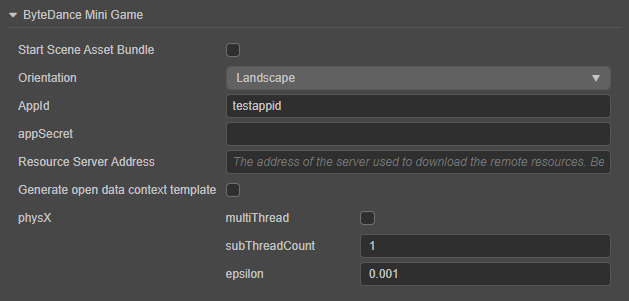 ByteDance Mini Game
Start Scene Asset Bundle
Orientation Landscape
AppId testappid
appSecret
Resource Server Address The address of the server used to download the remote resources. Be
Generate open data context template
physX multiThread
subThreadCount 1
epsilon 0.001